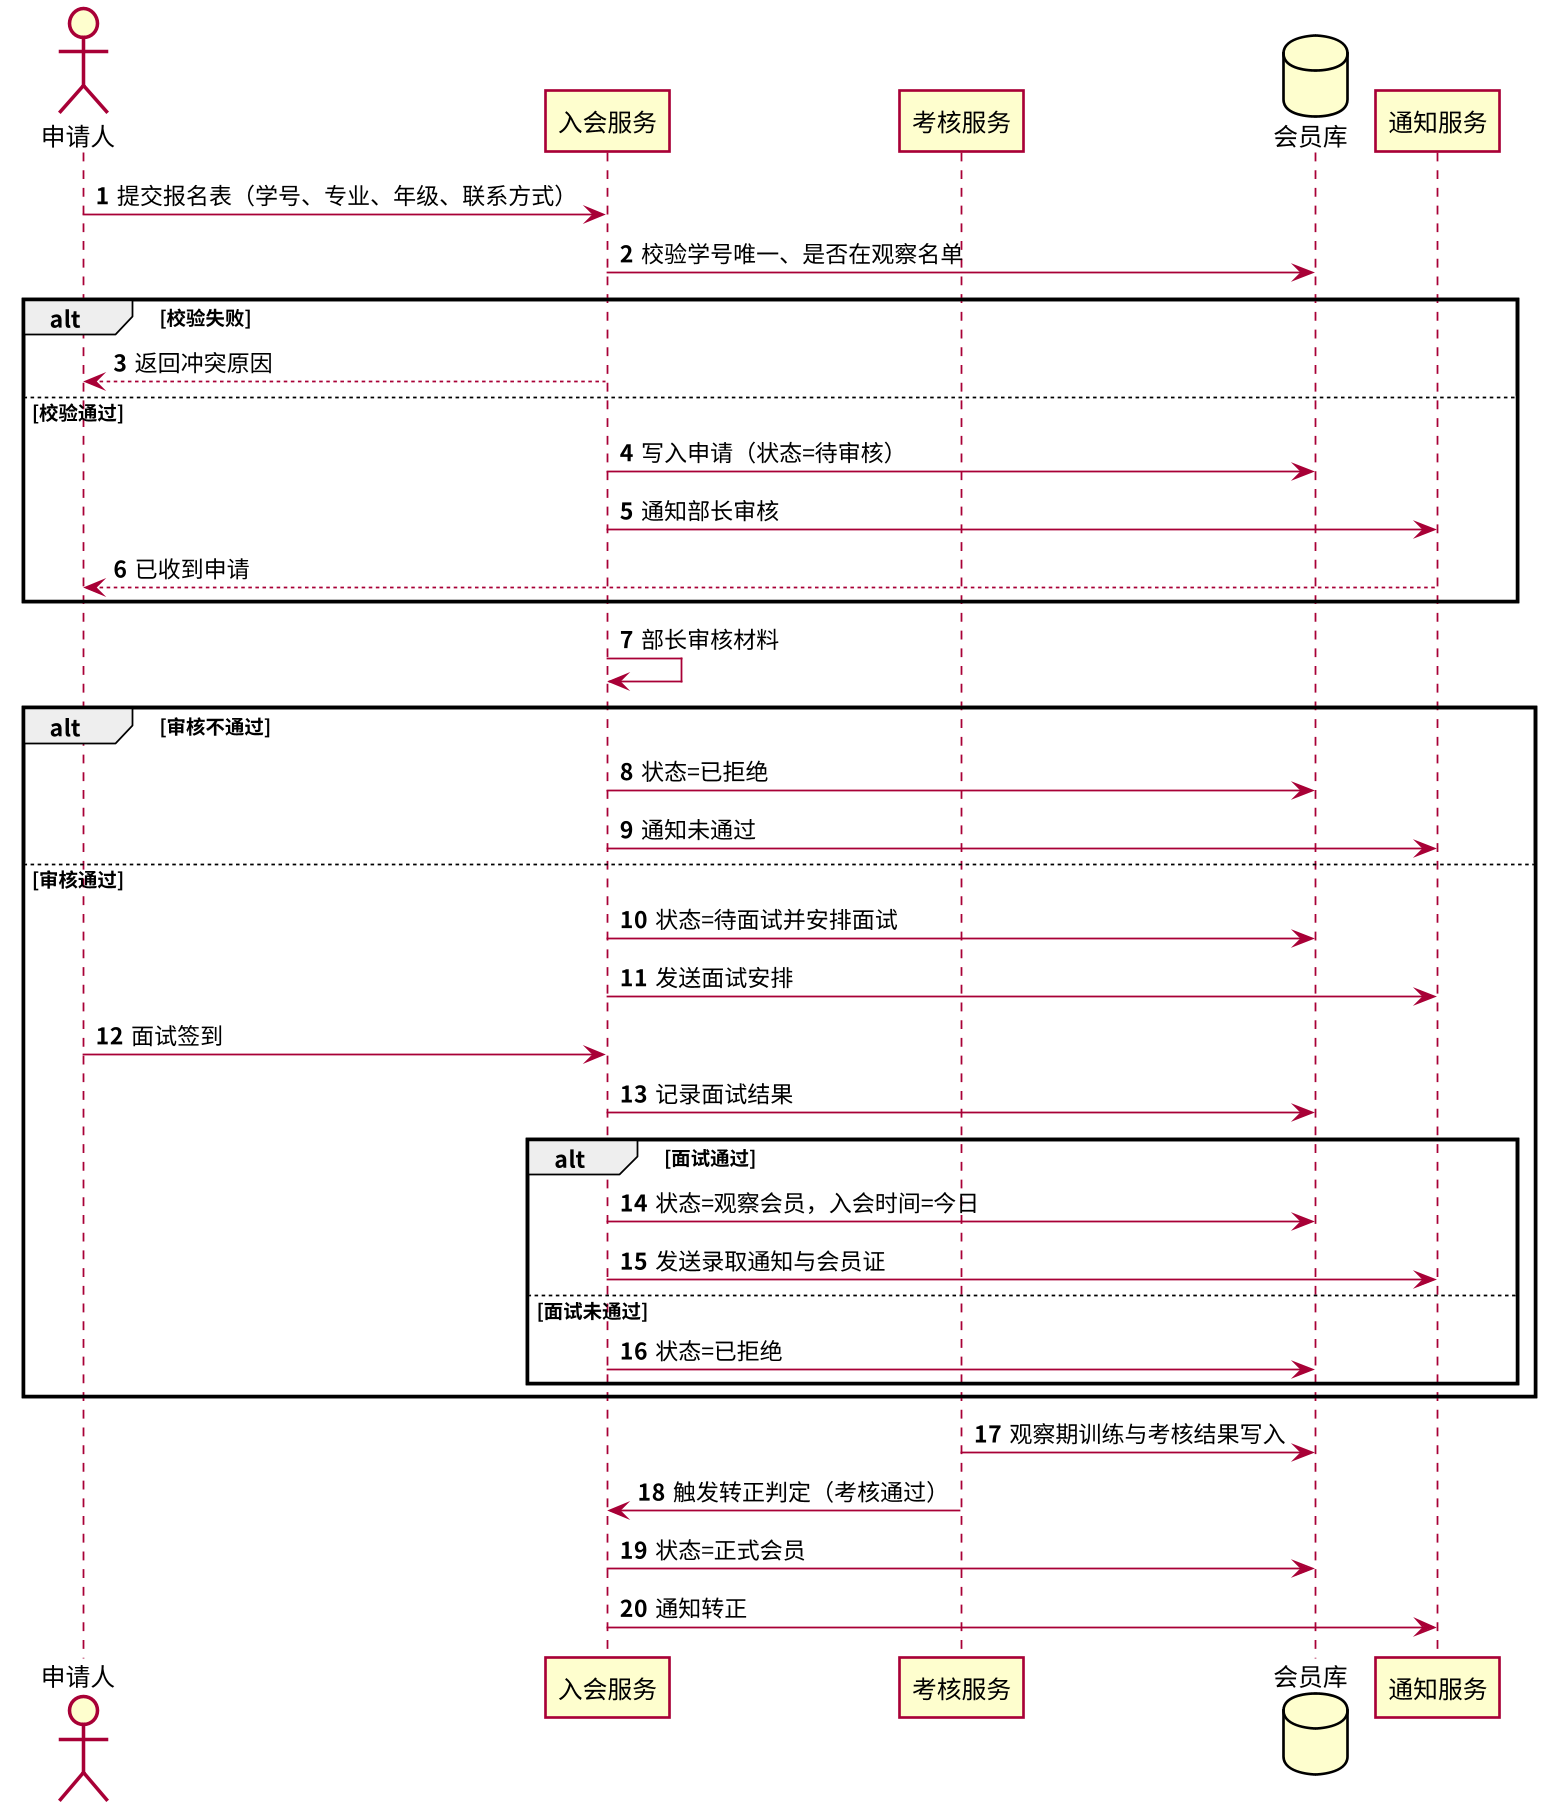 申请人
入会服务
考核服务
会员库
通知服务
1 提交报名表（学号、专业、年级、联系方式）
2 校验学号唯一、是否在观察名单
alt [校验失败]
3 返回冲突原因
[校验通过]
4 写入申请（状态=待审核）
5 通知部长审核
6 已收到申请
7 部长审核材料
alt [审核不通过]
8 状态=已拒绝
9 通知未通过
[审核通过]
10 状态=待面试并安排面试
11 发送面试安排
12 面试签到
13 记录面试结果
alt [面试通过]
14 状态=观察会员，入会时间=今日
15 发送录取通知与会员证
[面试未通过]
16 状态=已拒绝
17 观察期训练与考核结果写入
18 触发转正判定（考核通过）
19 状态=正式会员
20 通知转正
申请人
入会服务
考核服务
会员库
通知服务